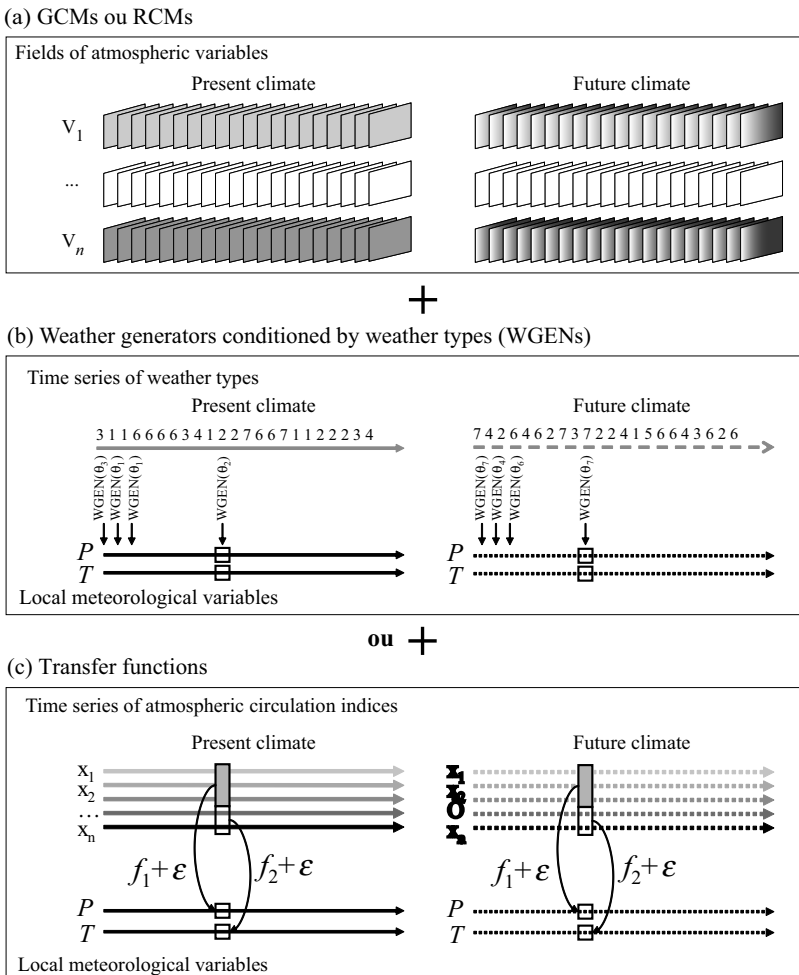 (a) GCMs ou RCMs
Fields of atmospheric variables
Present climate
Future climate
V1
...
Vn
+
(b) Weather generators conditioned by weather types (WGENs)
Time series of weather types
Present climate
Future climate
3 1 1 6 6 6 6 3 4 1 2 2 7 6 6 7 1 1 2 2 2 3 4
7 4 2 6 4 6 2 7 3 7 2 2 4 1 5 6 6 4 3 6 2 6
WGEN(θ3)
WGEN(θ1)
WGEN(θ1)
WGEN(θ2)
WGEN(θ7)
WGEN(θ4)
WGEN(θ6)
WGEN(θ7)
P
T
P
T
Local meteorological variables
ou +
(c) Transfer functions
Time series of atmospheric circulation indices
Present climate
Future climate
x1
x2
...
xn
x1
f1+ε
f2+ε
f1+ε
f2+ε
P
T
P
T
Local meteorological variables